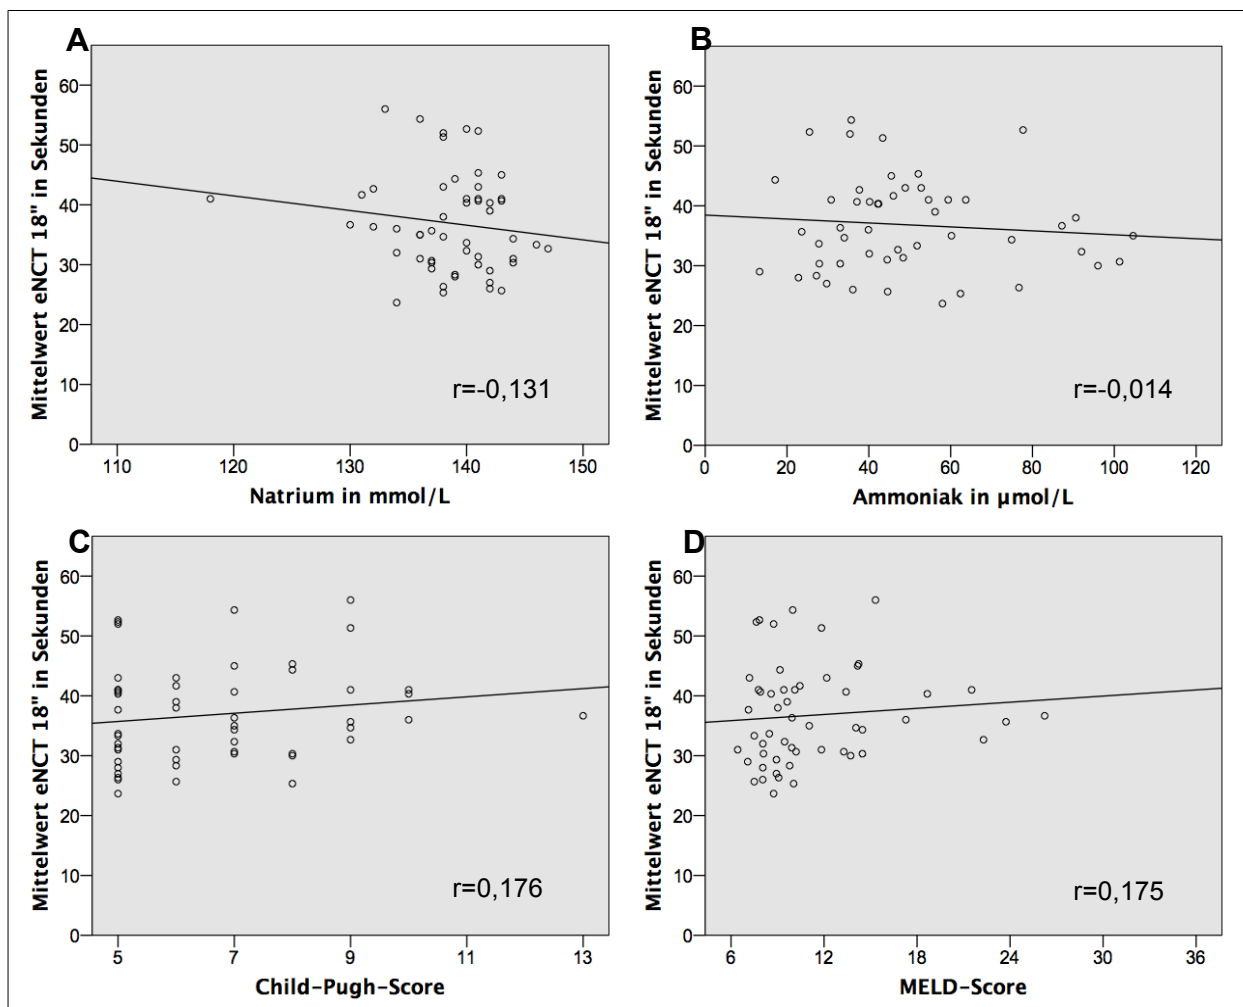 A
Mittelwert eNCT 18" in Sekunden
60
50
40
30
20
10
0
r=-0,131
110 120 130 140 150
Natrium in mmol/L
B
Mittelwert eNCT 18" in Sekunden
60
50
40
30
20
10
0
r=-0,014
0 20 40 60 80 100 120
Ammoniak in µmol/L
C
Mittelwert eNCT 18" in Sekunden
60
50
40
30
20
10
0
r=0,176
5 7 9 11 13
Child-Pugh-Score
D
Mittelwert eNCT 18" in Sekunden
60
50
40
30
20
10
0
r=0,175
6 12 18 24 30 36
MELD-Score